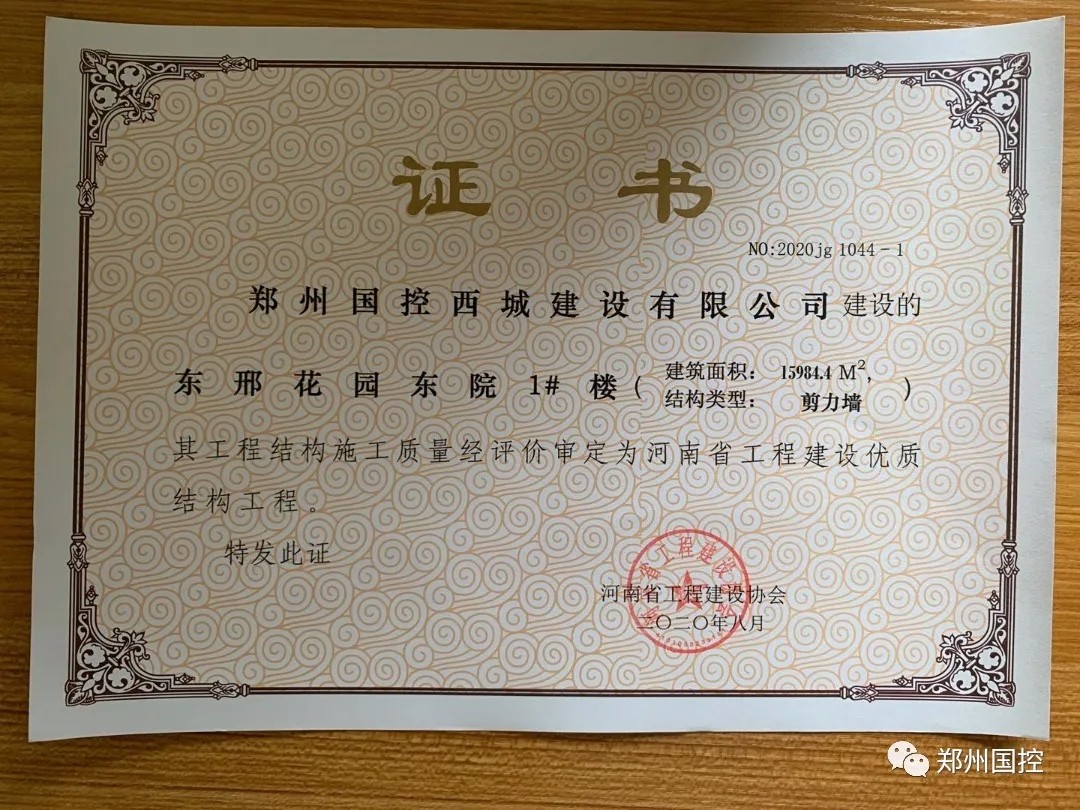 证书
NO:2020jg 1044-1
郑州国控西城建设有限公司建设的
东邢花园东院1#楼(建筑面积: 15984.4 M²,
结构类型: 剪力墙)
其工程结构施工质量经评价审定为河南省工程建设优质
结构工程。
特发此证
河南省工程建设协会
二〇二〇年八月
郑州国控